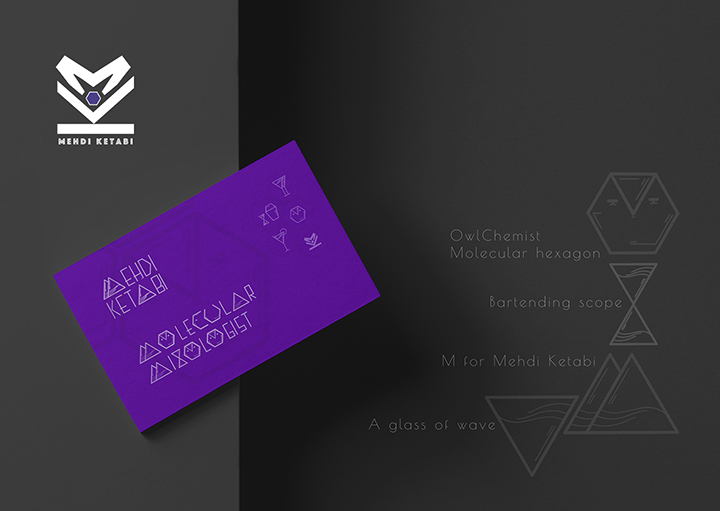 MEHDI KETABI
MEHDI
KETABI
MOLECULAR
MIXOLOGIST
OwlChemist
Molecular hexagon
Bartending scope
M for Mehdi Ketabi
A glass of wave